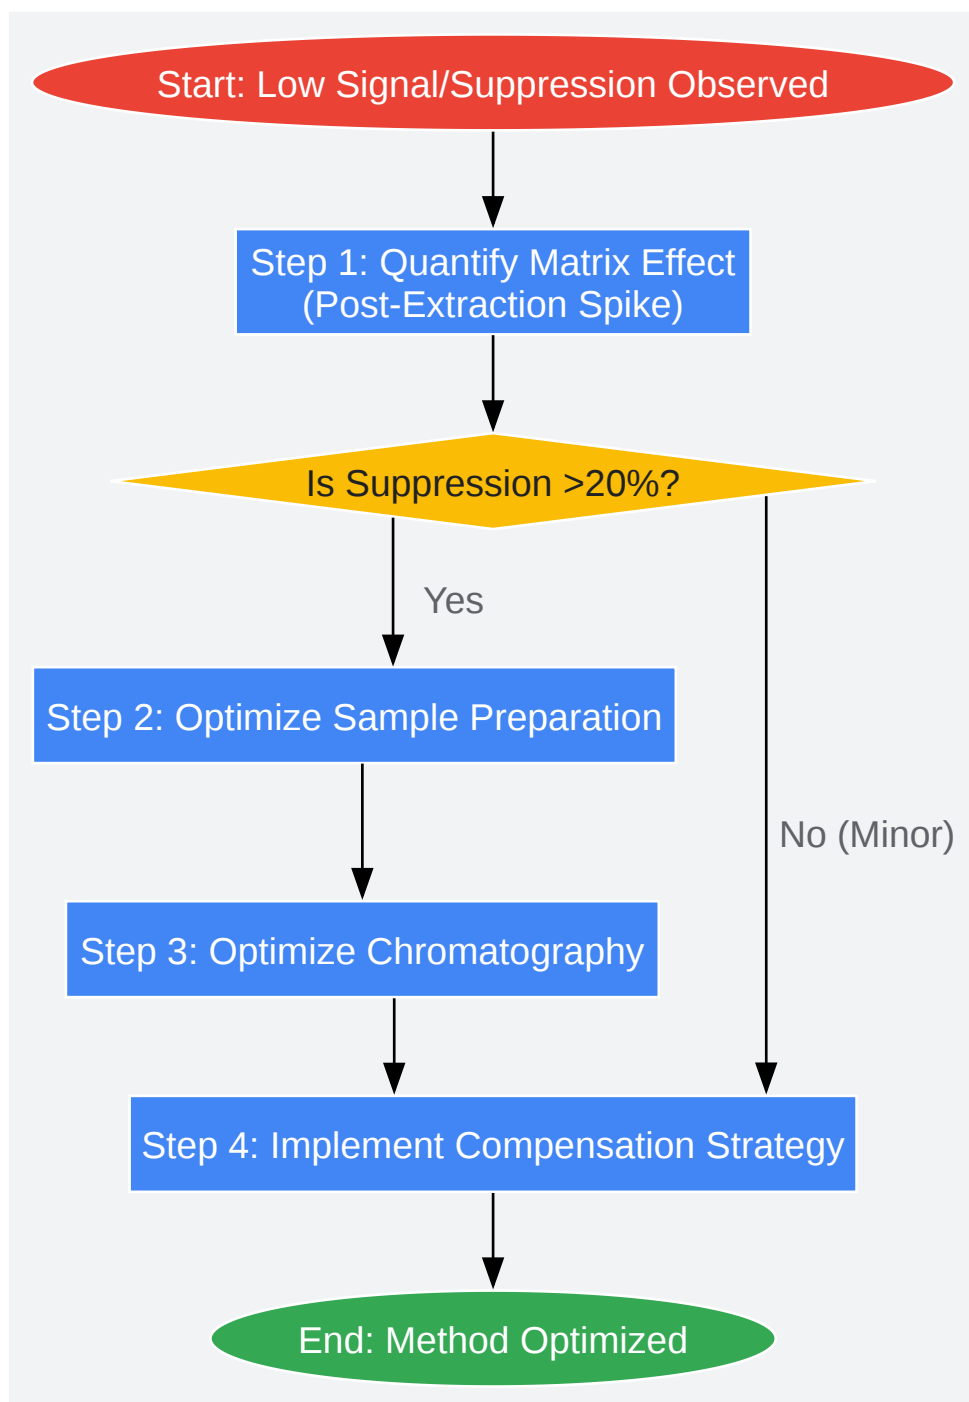 Start: Low Signal/Suppression Observed
Step 1: Quantify Matrix Effect
(Post-Extraction Spike)
Is Suppression >20%?
Yes
Step 2: Optimize Sample Preparation
No (Minor)
Step 3: Optimize Chromatography
Step 4: Implement Compensation Strategy
End: Method Optimized